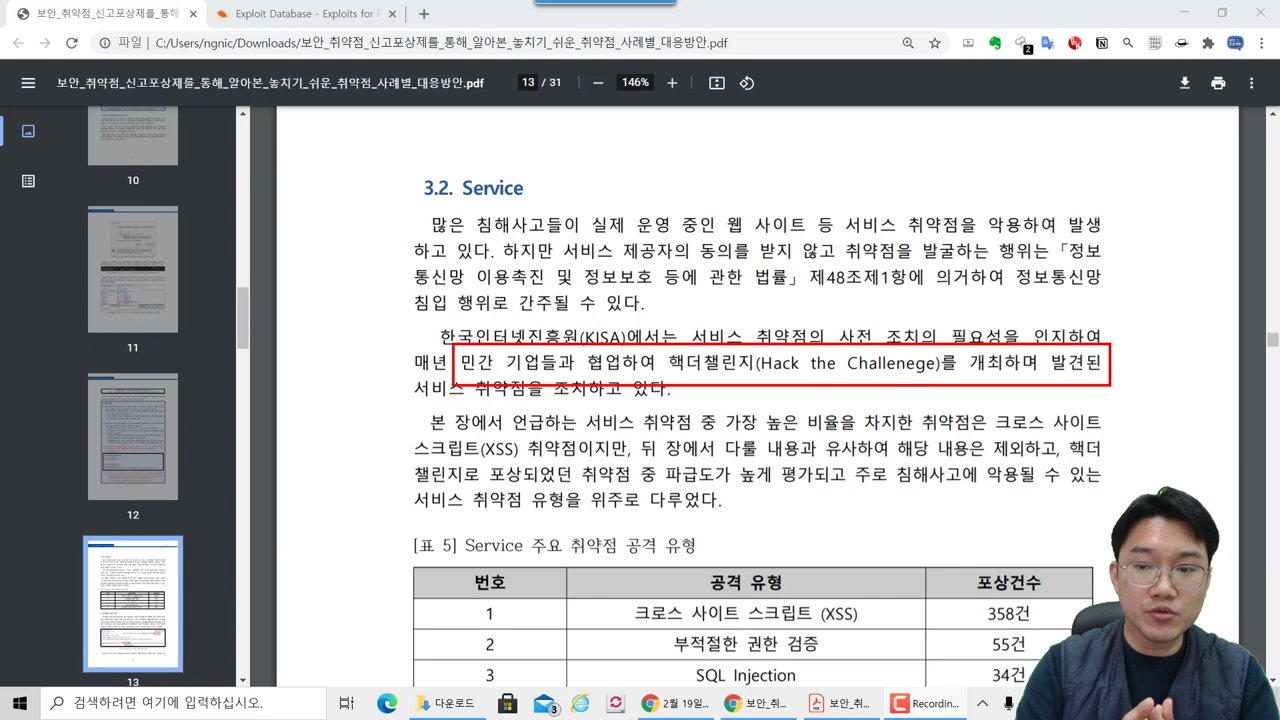 보안_취약점_신고포상제를_통해
Exploit Database - Exploits for P
파일
C:/Users/ngnic/Downloads/보안_취약점_신고포상제를_통해_알아본_놓치기_쉬운_취약점_사례별_대응방안.pdf
2
보안_취약점_신고포상제를_통해_알아본_놓치기_쉬운_취약점_사례별_대응방안.pdf
13 / 31
146%
10
11
12
13
3.2. Service
많은 침해사고들이 실제 운영 중인 웹 사이트 등 서비스 취약점을 악용하여 발생
하고 있다. 하지만 서비스 제공자의 동의를 받지 않고 취약점을 발굴하는 행위는「정보
통신망 이용촉진 및 정보보호 등에 관한 법률」제48조제1항에 의거하여 정보통신망
침입 행위로 간주될 수 있다.
한국인터넷진흥원(KISA)에서는 서비스 취약점의 사전 조치의 필요성을 인지하여
매년 민간 기업들과 협업하여 핵더챌린지(Hack the Challenege)를 개최하며 발견된
서비스 취약점을 조치하고 있다.
본 장에서 언급하는 서비스 취약점 중 가장 높은 비율을 차지한 취약점은 크로스 사이트
스크립트(XSS) 취약점이지만, 뒤 장에서 다룰 내용과 유사하여 해당 내용은 제외하고, 핵더
챌린지로 포상되었던 취약점 중 파급도가 높게 평가되고 주로 침해사고에 악용될 수 있는
서비스 취약점 유형을 위주로 다루었다.
[표 5] Service 주요 취약점 공격 유형
번호 공격 유형 포상건수
1 크로스 사이트 스크립트 (XSS) 358건
2 부적절한 권한 검증 55건
3 SQL Injection 34건
검색하려면 여기에 입력하십시오.
다운로드
3
2월 19일...
보안_취...
보안_취...
Recordin...